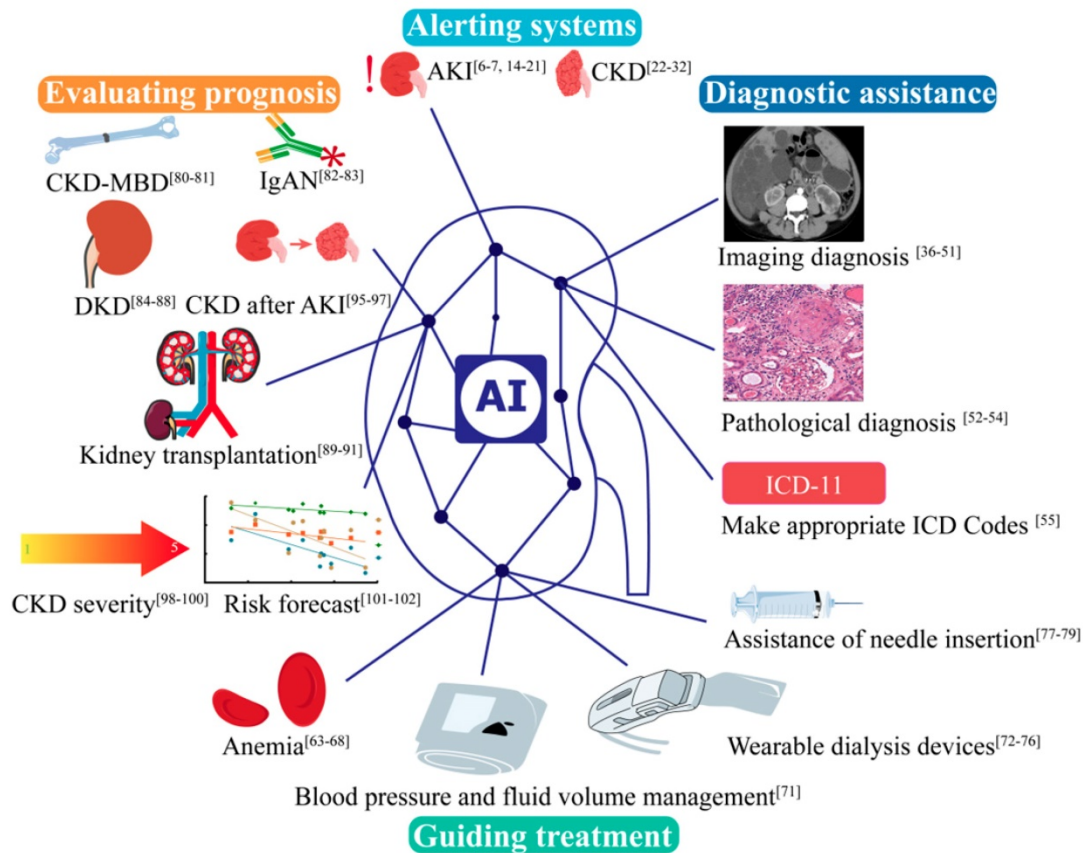 Alerting systems
AKI[6-7, 14-21]
CKD[22-32]
Evaluating prognosis
CKD-MBD[80-81]
IgAN[82-83]
DKD[84-88]
CKD after AKI[95-97]
Kidney transplantation[89-91]
1
5
CKD severity[98-100]
Risk forecast[101-102]
AI
Diagnostic assistance
Imaging diagnosis [36-51]
Pathological diagnosis [52-54]
ICD-11
Make appropriate ICD Codes [55]
Assistance of needle insertion[77-79]
Wearable dialysis devices[72-76]
Anemia[63-68]
Blood pressure and fluid volume management[71]
Guiding treatment